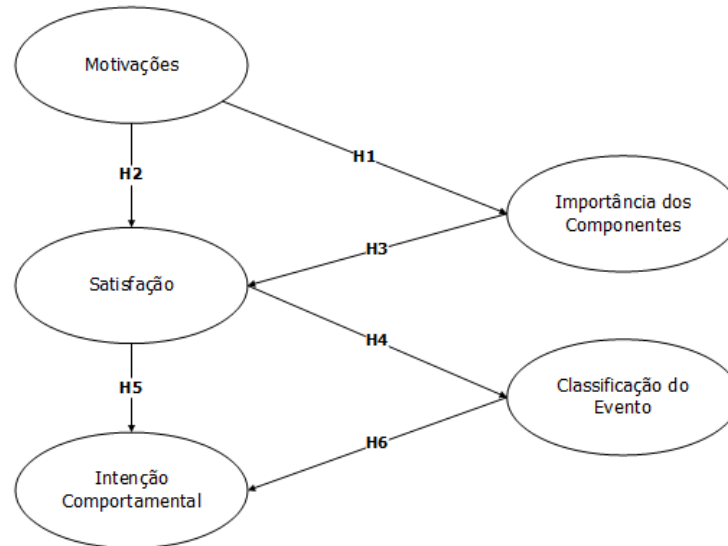 Motivações
H1
H2
Importância dos
Componentes
H3
Satisfação
H4
H5
Classificação do
Evento
H6
Intenção
Comportamental